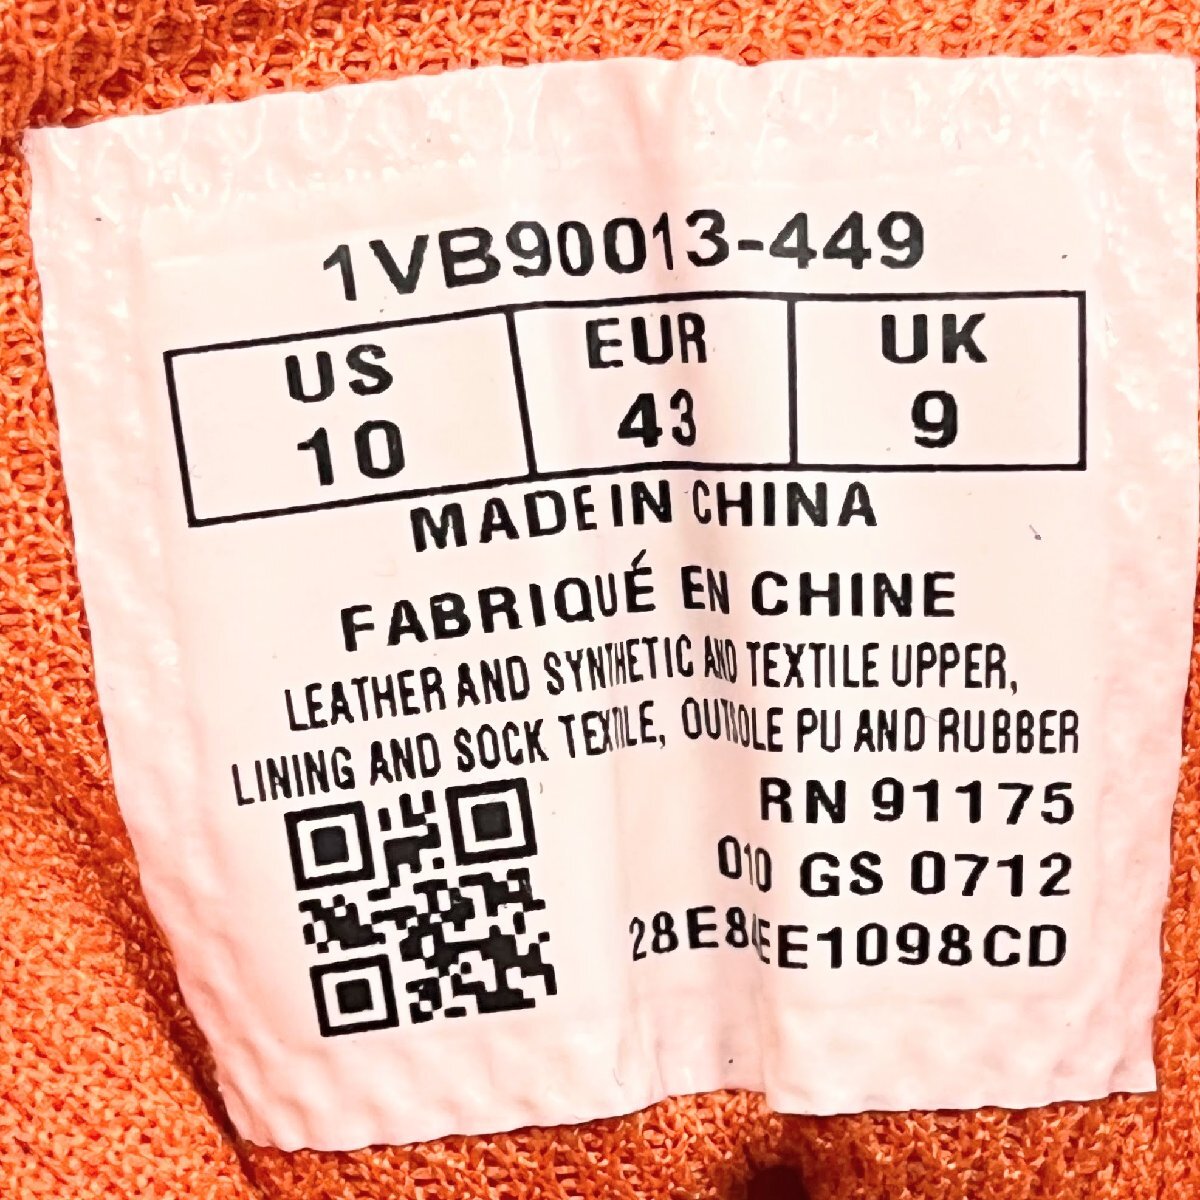 1VB90013-449
US EUR UK
10 43 9
MADE IN CHINA
FABRIQUÉ EN CHINE
LEATHER AND SYNTHETIC AND TEXTILE UPPER,
LINING AND SOCK TEXTILE, OUTSOLE PU AND RUBBER
RN 91175
010 GS 0712